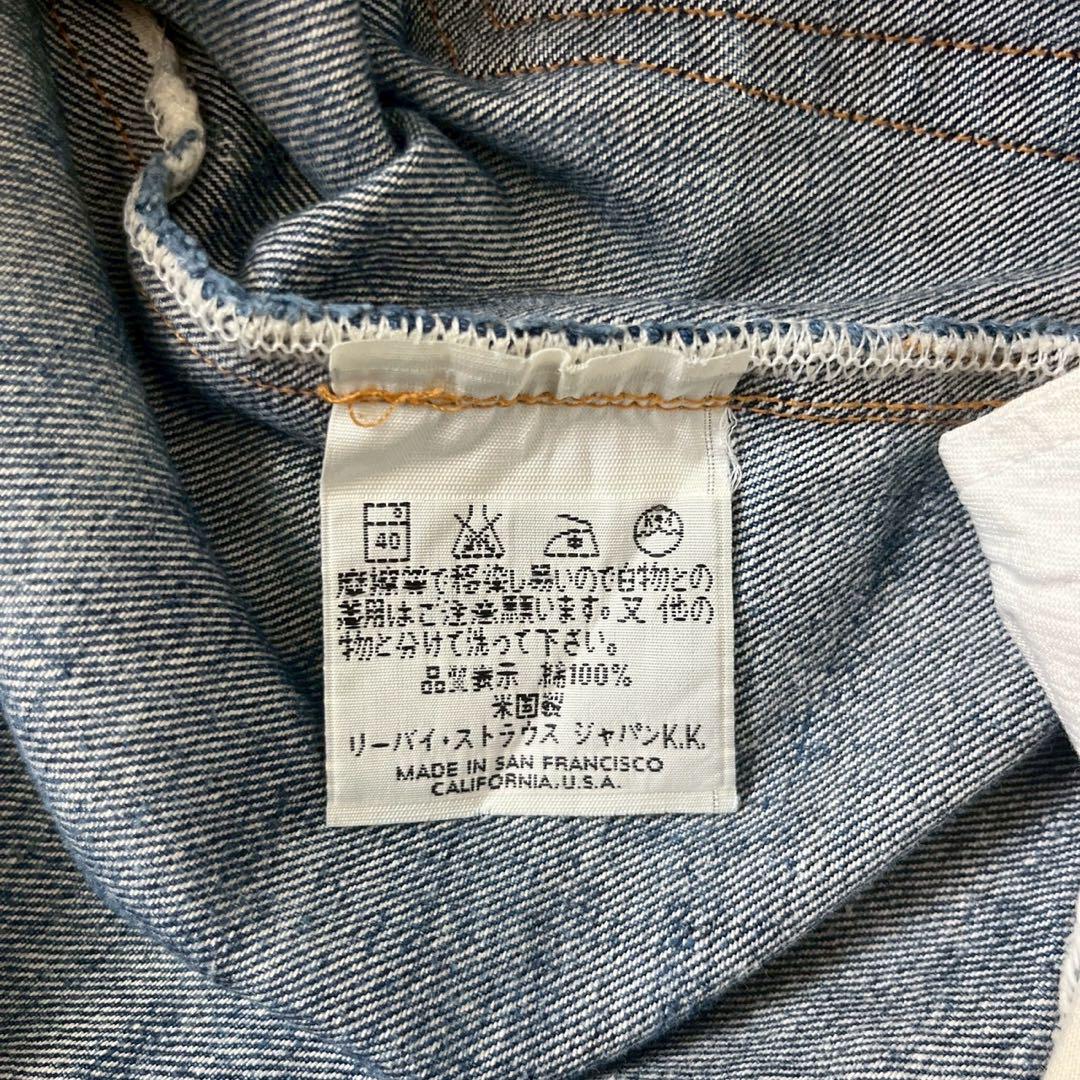 40
摩擦等で移染し易いので白物との
着用はご注意願います。又 他の
物と分けて洗って下さい。
品質表示 綿100%
米国製
リーバイ・ストラウス ジャパンK.K.
MADE IN SAN FRANCISCO
CALIFORNIA, U.S.A.